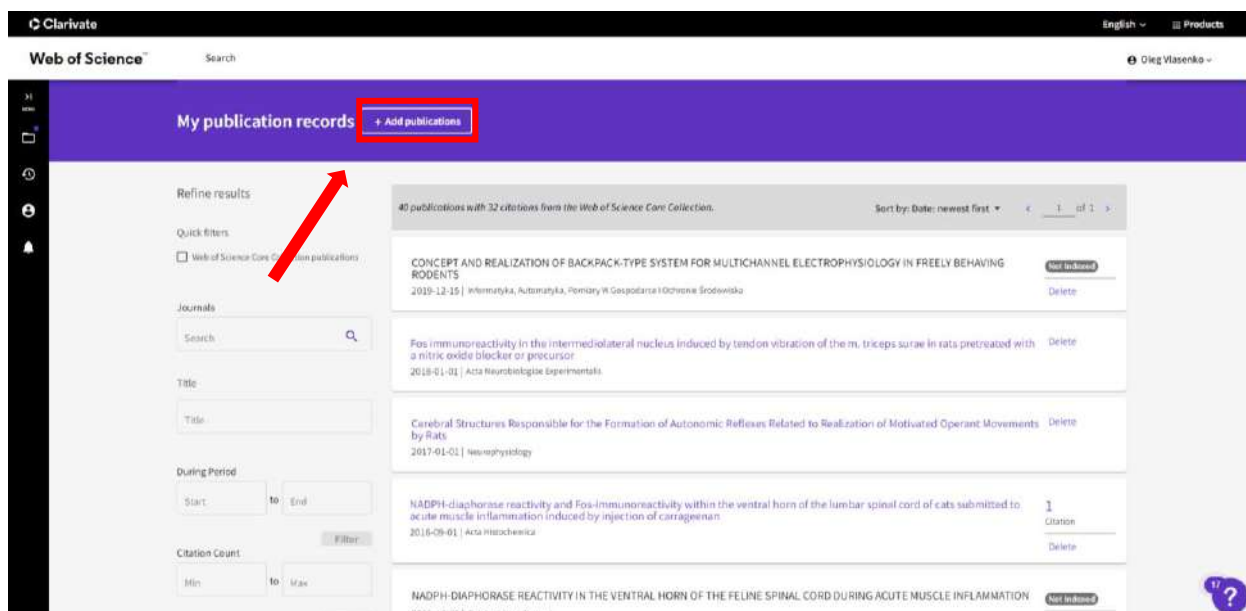 Clarivate
English
Products
Web of Science™
Search
Oleg Vlasenko
MENU
My publication records
+ Add publications
Refine results
40 publications with 32 citations from the Web of Science Core Collection.
Sort by: Date: newest first
1 of 1
Quick filters
Web of Science Core publications
CONCEPT AND REALIZATION OF BACKPACK-TYPE SYSTEM FOR MULTICHANNEL ELECTROPHYSIOLOGY IN FREELY BEHAVING
RODENTS
Not Indexed
2019-12-15 | Informatyka, Automatyka, Pomiary W Gospodarce I Ochronie Środowiska
Delete
Journals
Search
Fos immunoreactivity in the intermediolateral nucleus induced by tendon vibration of the m. triceps surae in rats pretreated with
a nitric oxide blocker or precursor
Delete
2018-01-01 | Acta Neurobiologiae Experimentalis
Title
Title
Cerebral Structures Responsible for the Formation of Autonomic Reflexes Related to Realization of Motivated Operant Movements
by Rats
Delete
2017-01-01 | Neurophysiology
During Period
Start to End
Filter
NADPH-diaphorase reactivity and Fos-immunoreactivity within the ventral horn of the lumbar spinal cord of cats submitted to
acute muscle inflammation induced by injection of carrageenan
1
Citation
2016-09-01 | Acta Histochemica
Delete
Citation Count
Min to Max
NADPH-DIAPHORASE REACTIVITY IN THE VENTRAL HORN OF THE FELINE SPINAL CORD DURING ACUTE MUSCLE INFLAMMATION
Not Indexed
17
?